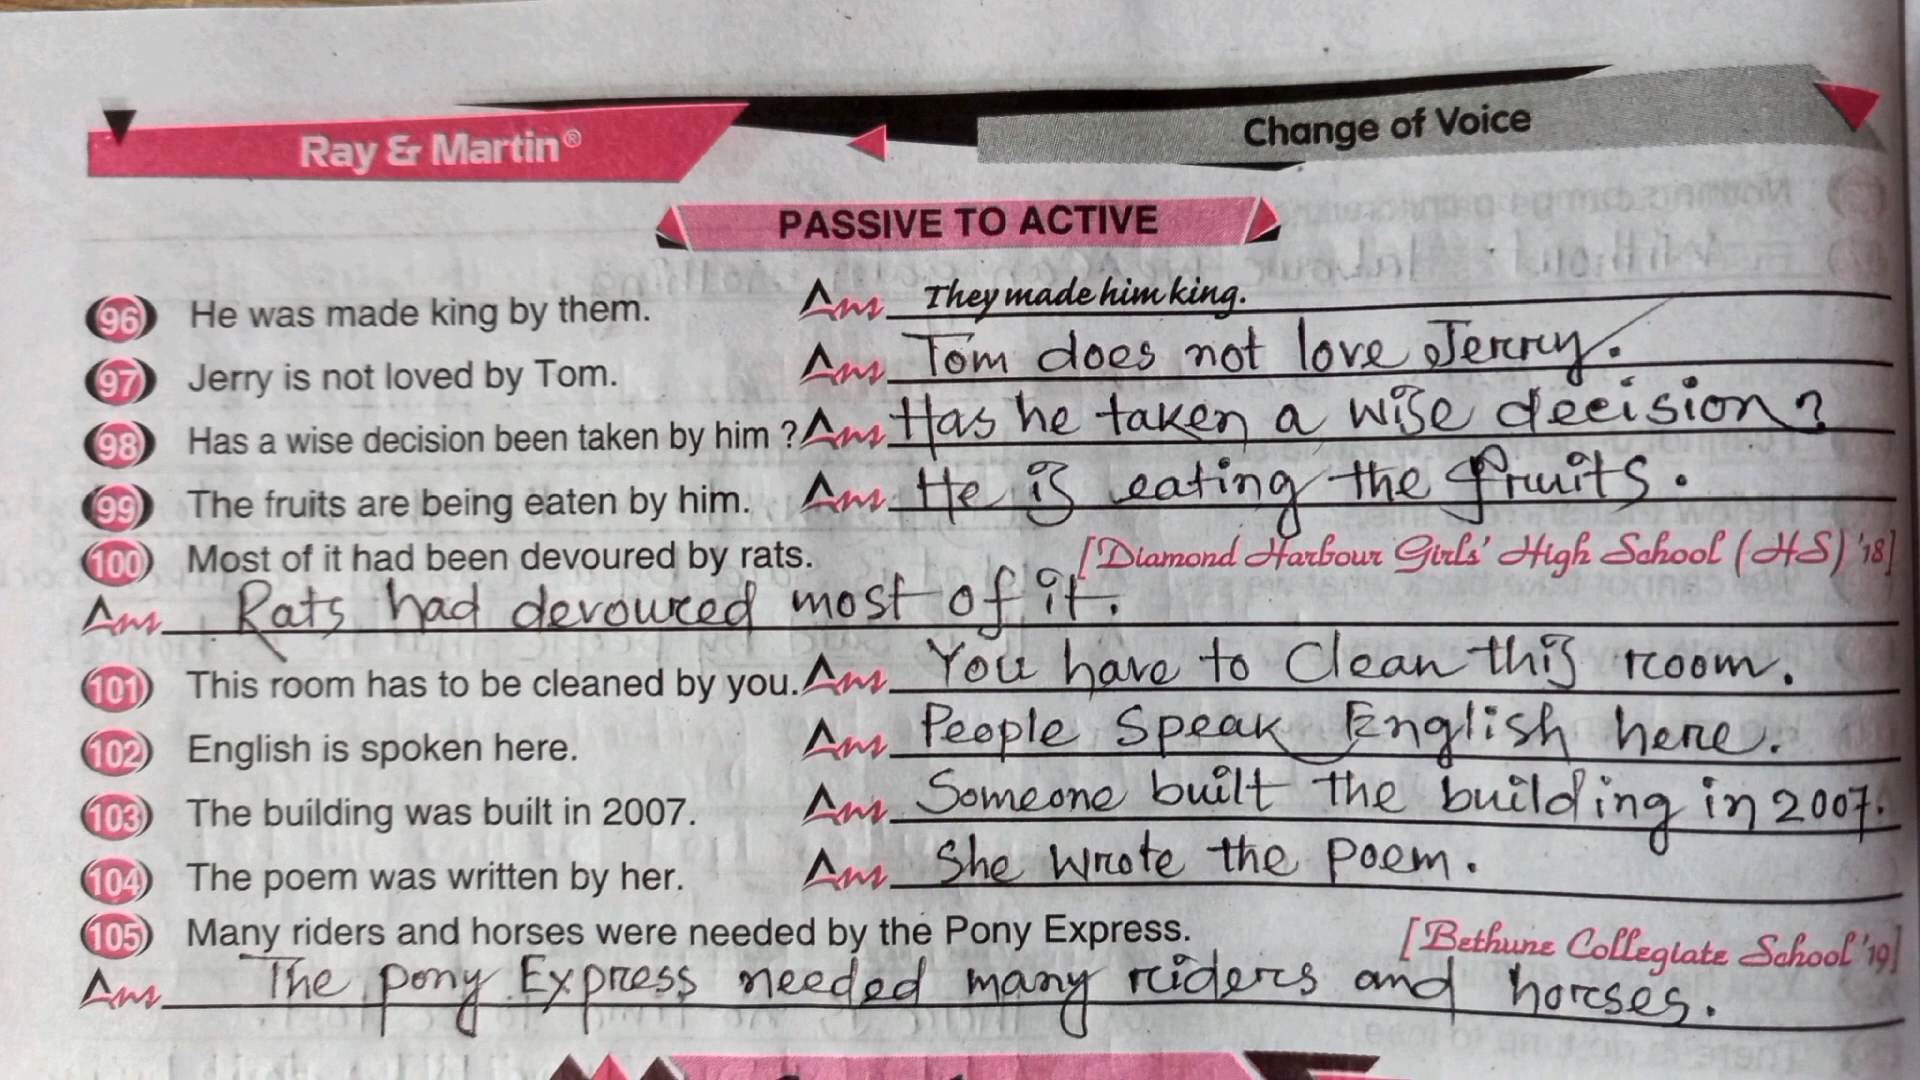 Ray & Martin®
Change of Voice
PASSIVE TO ACTIVE
96 He was made king by them. Ans They made him king.
97 Jerry is not loved by Tom. Ans Tom does not love Jerry.
98 Has a wise decision been taken by him ? Ans Has he taken a wise decision?
99 The fruits are being eaten by him. Ans He is eating the fruits.
100 Most of it had been devoured by rats. [Diamond Harbour Girls' High School (HS) '18]
Ans Rats had devoured most of it.
101 This room has to be cleaned by you. Ans You have to Clean this room.
102 English is spoken here. Ans People Speak English here.
103 The building was built in 2007. Ans Someone built the building in 2007.
104 The poem was written by her. Ans She Wrote the poem.
105 Many riders and horses were needed by the Pony Express. [Bethune Collegiate School '19]
Ans The pony Express needed many riders and horses.